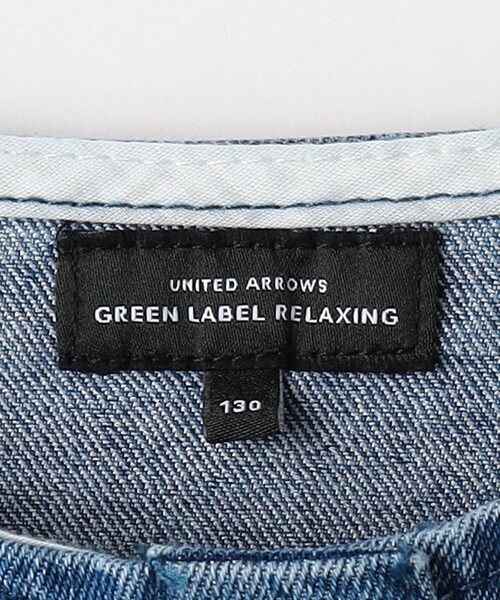 UNITED ARROWS
GREEN LABEL RELAXING
130